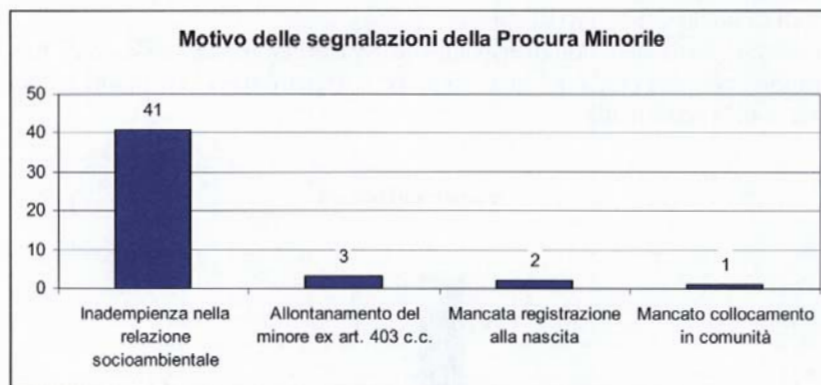 Motivo delle segnalazioni della Procura Minorile
50
40
30
20
10
0
41
3
2
1
Inadempienza nella
relazione
socioambientale
Allontanamento del
minore ex art. 403 c.c.
Mancata registrazione
alla nascita
Mancato collocamento
in comunità